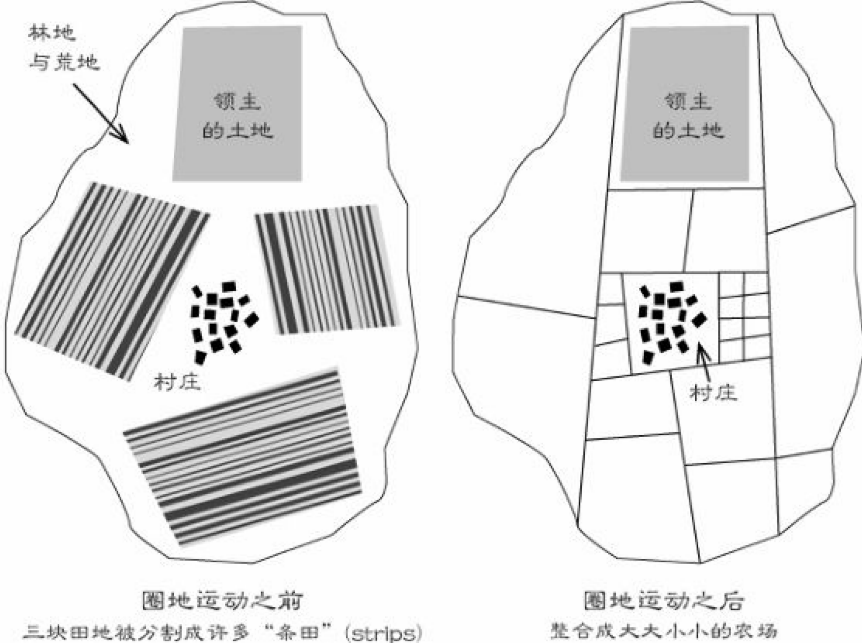 林地
与荒地
领主
的土地
村庄
圈地运动之前
三块田地被分割成许多“条田”(strips)
领主
的土地
村庄
圈地运动之后
整合成大大小小的农场